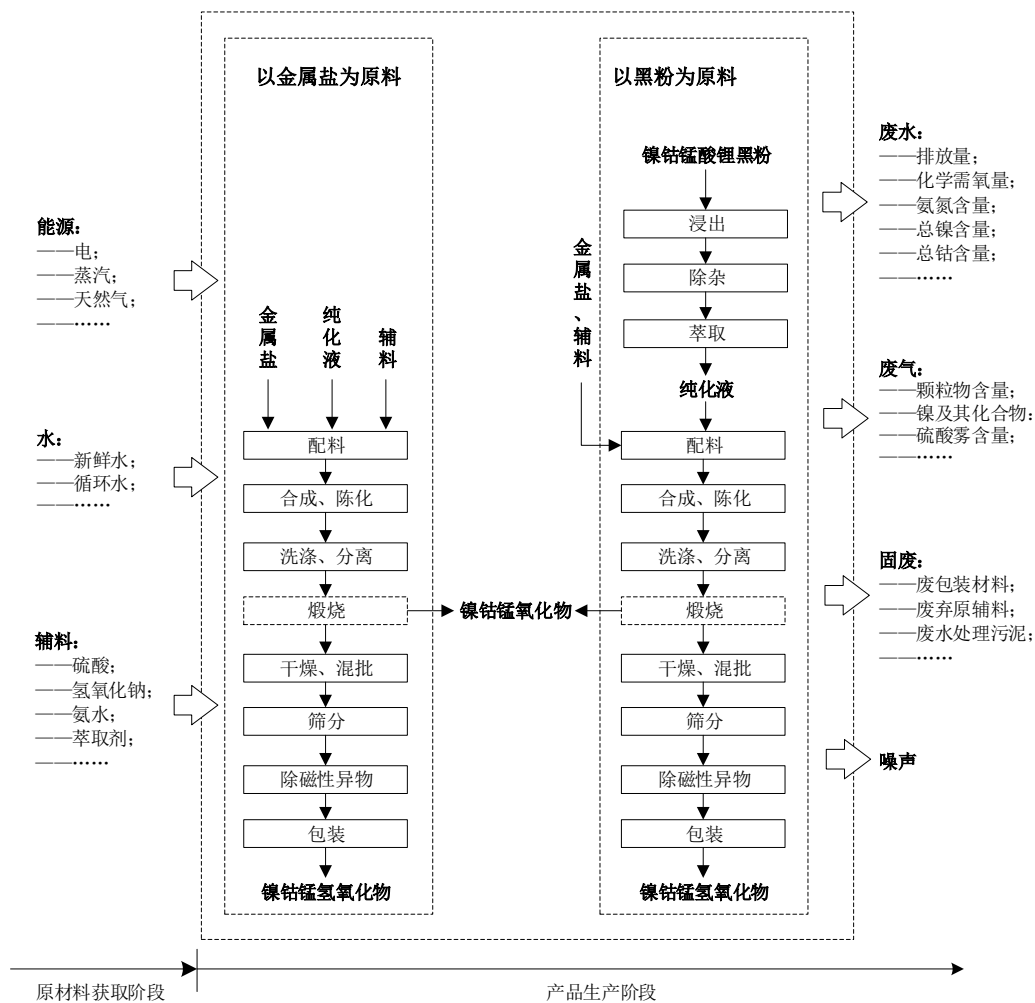 能源：
——电；
——蒸汽；
——天然气；
——……
水：
——新鲜水；
——循环水；
——……
辅料：
——硫酸；
——氢氧化钠；
——氨水；
——萃取剂；
——……
以金属盐为原料
金属盐
纯化液
辅料
配料
合成、陈化
洗涤、分离
煅烧
干燥、混批
筛分
除磁性异物
包装
镍钴锰氢氧化物
镍钴锰氧化物
以黑粉为原料
镍钴锰酸锂黑粉
浸出
除杂
萃取
纯化液
金属盐、辅料
配料
合成、陈化
洗涤、分离
煅烧
干燥、混批
筛分
除磁性异物
包装
镍钴锰氢氧化物
废水：
——排放量；
——化学需氧量；
——氨氮含量；
——总镍含量；
——总钴含量；
——……
废气：
——颗粒物含量；
——镍及其化合物：
——硫酸雾含量；
——……
固废：
——废包装材料；
——废弃原辅料；
——废水处理污泥；
——……
噪声
原材料获取阶段
产品生产阶段